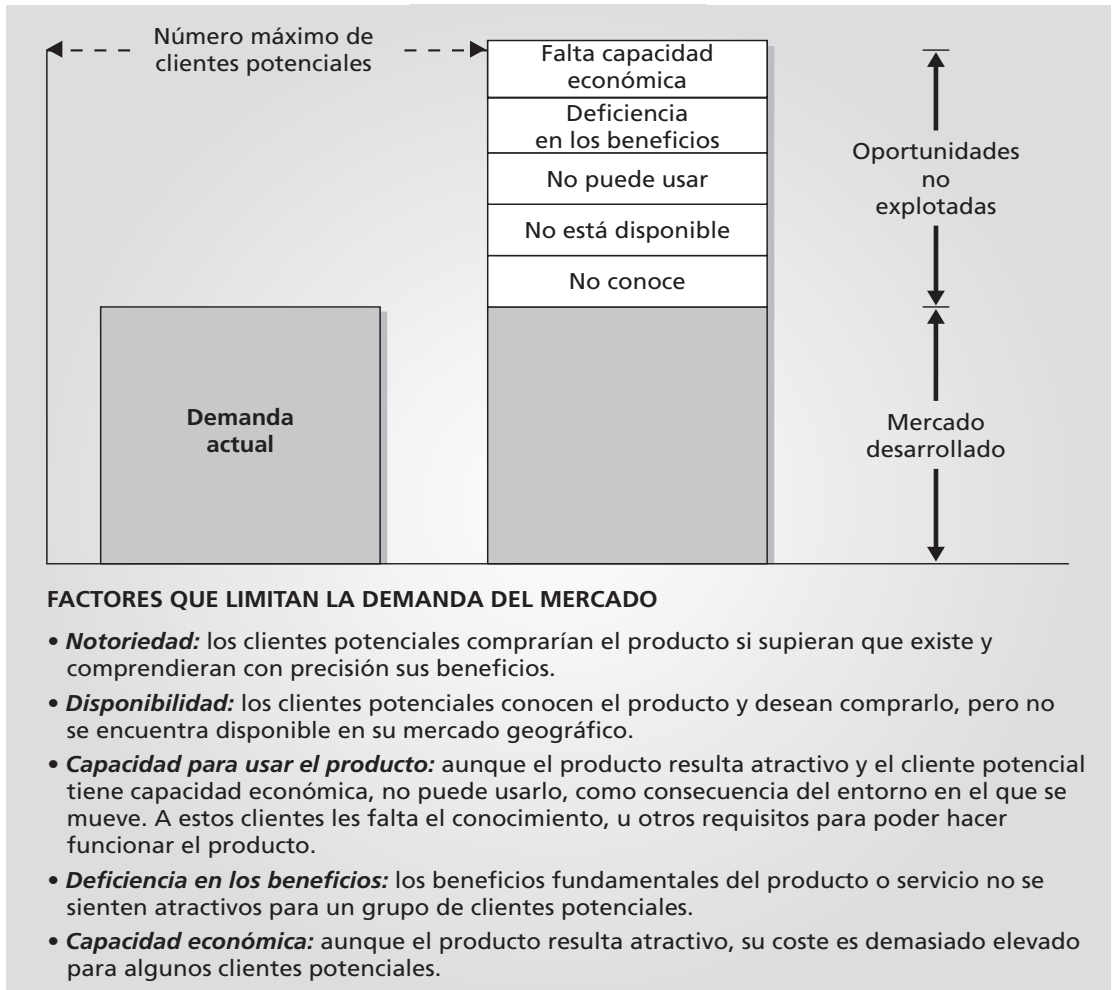 Número máximo de
clientes potenciales
Falta capacidad
económica
Deficiencia
en los beneficios
No puede usar
No está disponible
No conoce
Oportunidades
no
explotadas
Demanda
actual
Mercado
desarrollado
FACTORES QUE LIMITAN LA DEMANDA DEL MERCADO
• Notoriedad: los clientes potenciales comprarían el producto si supieran que existe y
comprendieran con precisión sus beneficios.
• Disponibilidad: los clientes potenciales conocen el producto y desean comprarlo, pero no
se encuentra disponible en su mercado geográfico.
• Capacidad para usar el producto: aunque el producto resulta atractivo y el cliente potencial
tiene capacidad económica, no puede usarlo, como consecuencia del entorno en el que se
mueve. A estos clientes les falta el conocimiento, u otros requisitos para poder hacer
funcionar el producto.
• Deficiencia en los beneficios: los beneficios fundamentales del producto o servicio no se
sienten atractivos para un grupo de clientes potenciales.
• Capacidad económica: aunque el producto resulta atractivo, su coste es demasiado elevado
para algunos clientes potenciales.